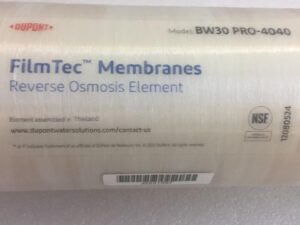 DUPONT
Model: BW30 PRO-4040
FilmTec™ Membranes
Reverse Osmosis Element
Element assembled in Thailand
www.dupontwatersolutions.com/contact-us
NSF
12080524